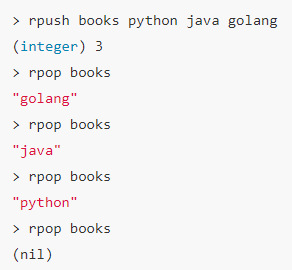 > rpush books python java golang
(integer) 3
> rpop books
"golang"
> rpop books
"java"
> rpop books
"python"
> rpop books
(nil)